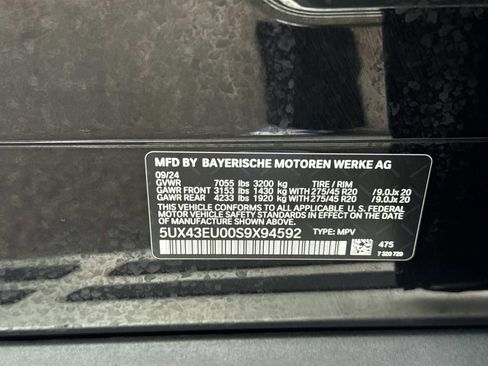 MFD BY BAYERISCHE MOTOREN WERKE AG
09/24
GVWR 7055 lbs 3200 kg TIRE / RIM
GAWR FRONT 3153 lbs 1430 kg 275/45 R20 /9.0Jx 20
GAWR REAR 4233 lbs 1920 kg 275/45 R20 /9.0Jx 20
THIS VEHICLE CONFORMS TO ALL APPLICABLE U. S. FEDERAL MOTOR
VEHICLE SAFETY AND THEFT PREVENTION STANDARDS IN EFFECT
ON THE DATE OF MANUFACTURE SHOWN ABOVE.
5UX43EU00S9X94592 TYPE: MPV
475
7 320 729